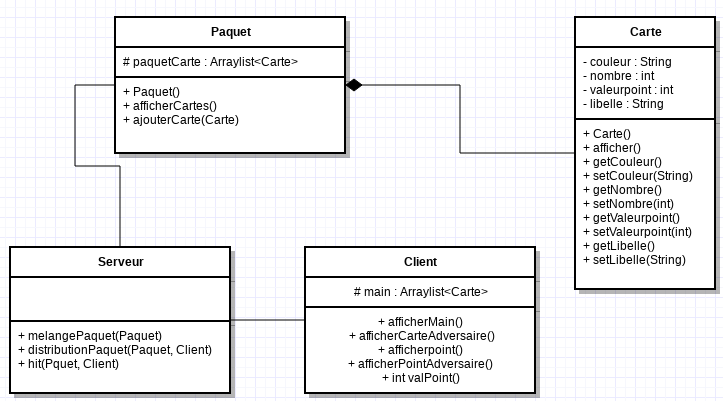 Paquet
# paquetCarte : Arraylist<Carte>
+ Paquet()
+ afficherCartes()
+ ajouterCarte(Carte)
Carte
- couleur : String
- nombre : int
- valeurpoint : int
- libelle : String
+ Carte()
+ afficher()
+ getCouleur()
+ setCouleur(String)
+ getNombre()
+ setNombre(int)
+ getValeurpoint()
+ setValeurpoint(int)
+ getLibelle()
+ setLibelle(String)
Serveur
+ melangePaquet(Paquet)
+ distributionPaquet(Paquet, Client)
+ hit(Pquet, Client)
Client
# main : Arraylist<Carte>
+ afficherMain()
+ afficherCarteAdversaire()
+ afficherpoint()
+ afficherPointAdversaire()
+ int valPoint()